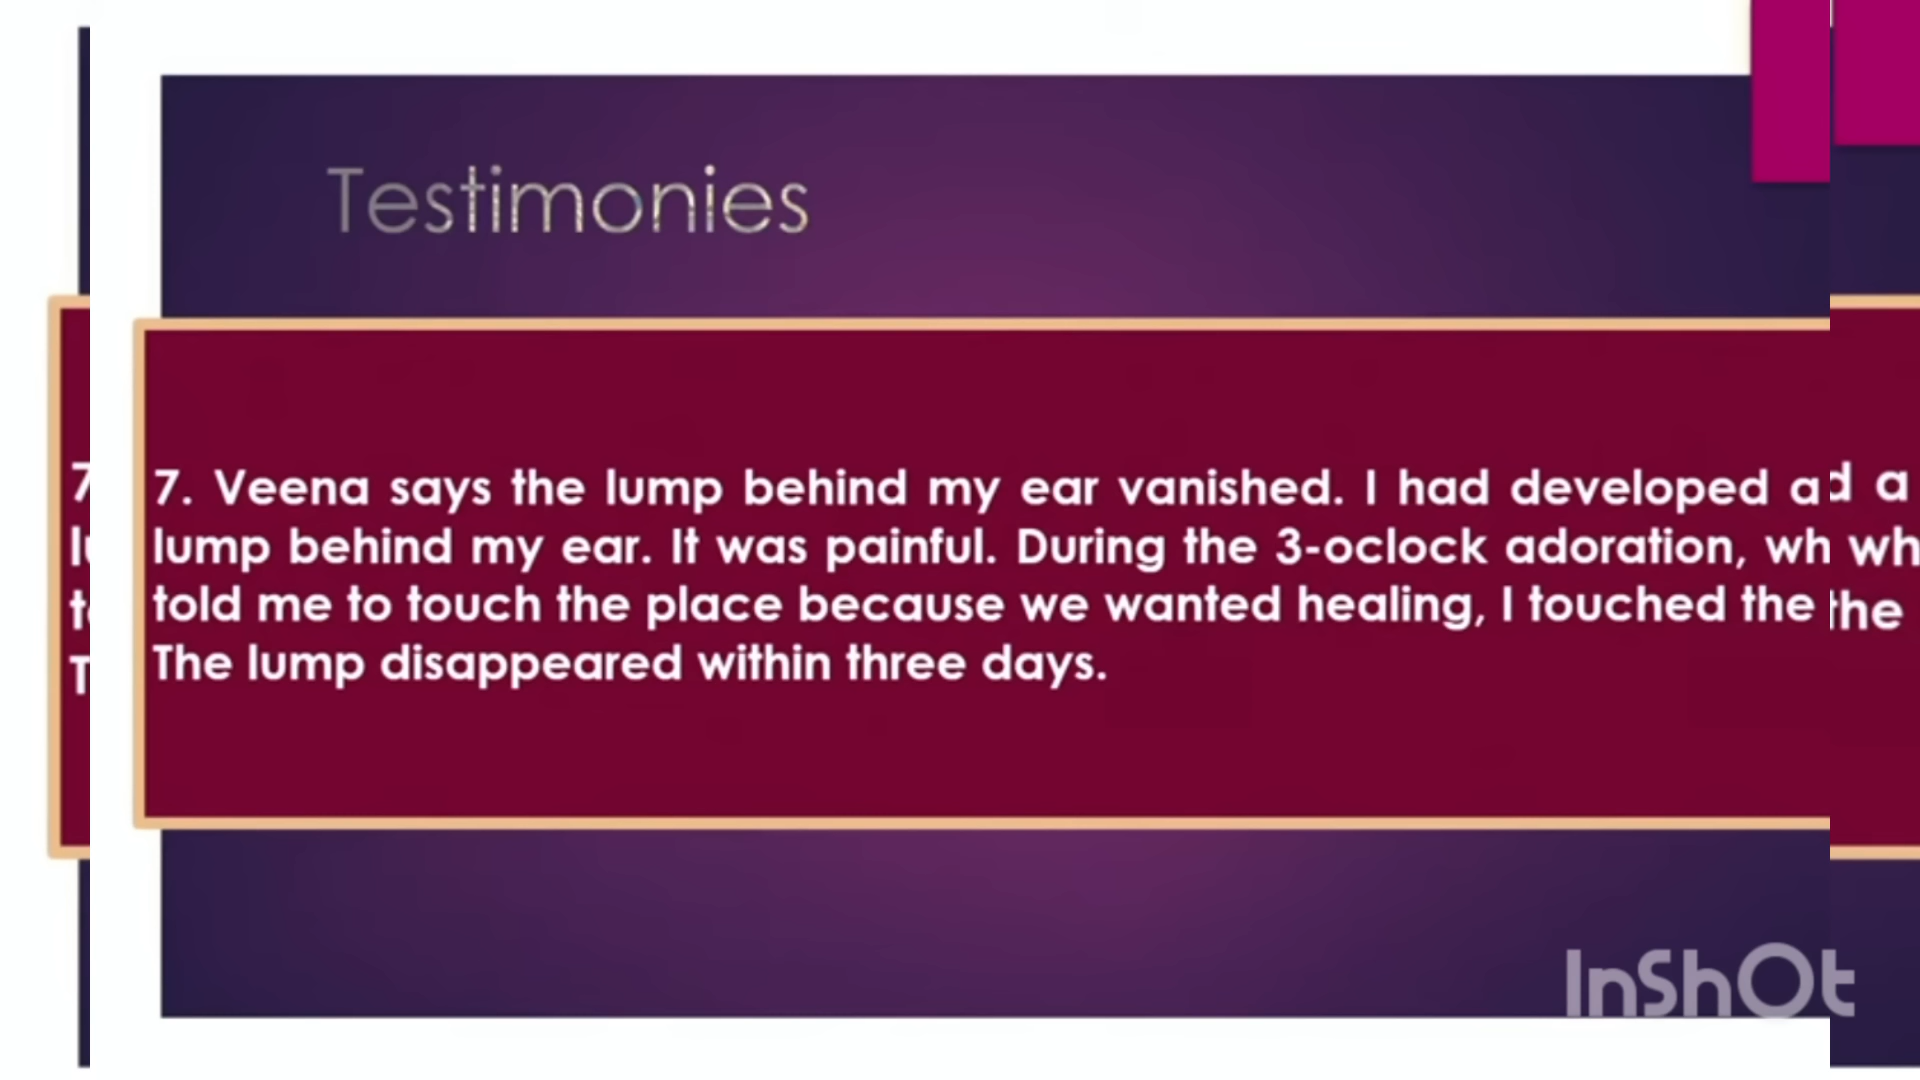 Testimonies
7. Veena says the lump behind my ear vanished. I had developed a
lump behind my ear. It was painful. During the 3-oclock adoration, wh
told me to touch the place because we wanted healing, I touched the
The lump disappeared within three days.
InShOt